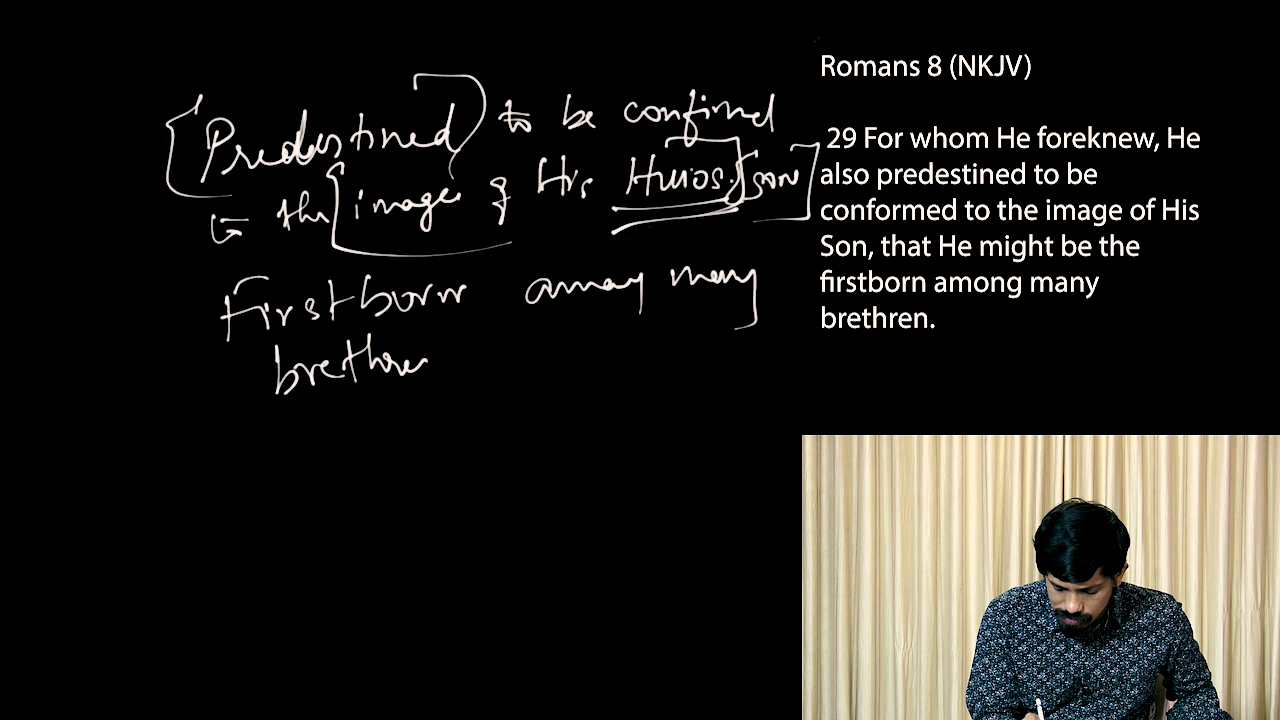 Predestined to be confirmed
to the image of His Huios. Son
Firstborn among many
brethren
Romans 8 (NKJV)
29 For whom He foreknew, He
also predestined to be
conformed to the image of His
Son, that He might be the
firstborn among many
brethren.